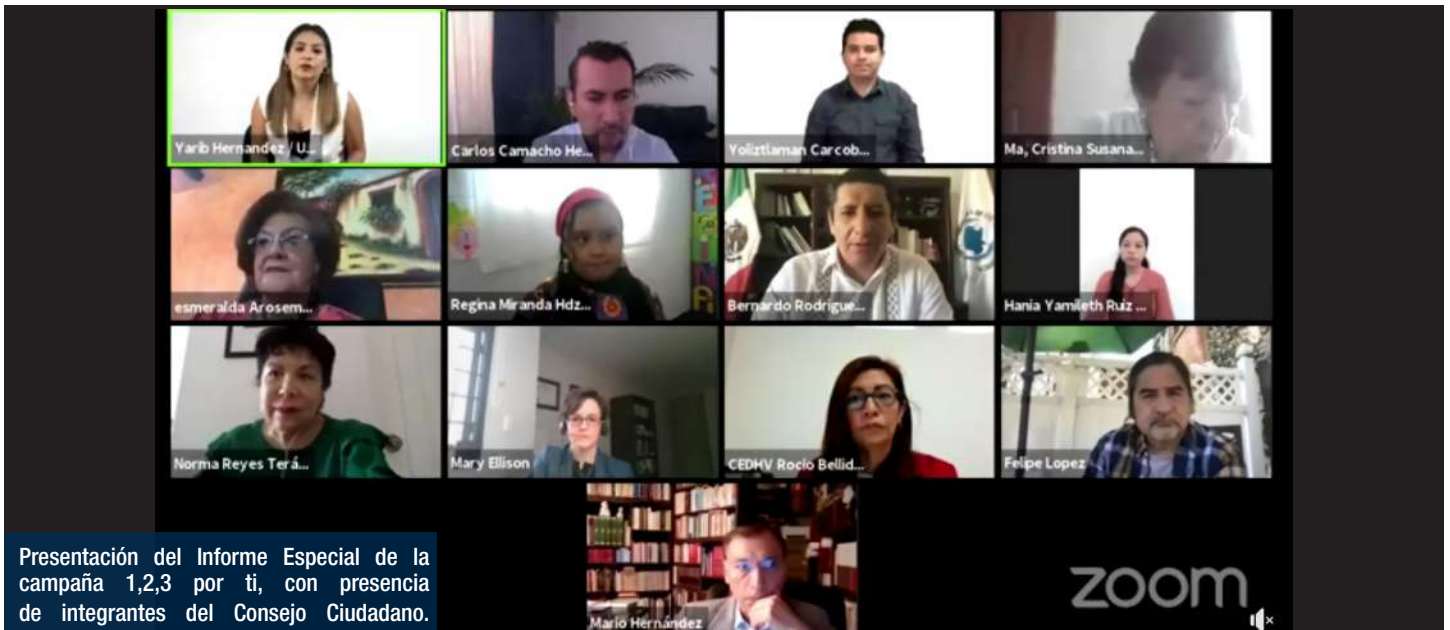 Yarib Hernandez / U...
Carlos Camacho He...
Yoliztlaman Carcob...
Ma, Cristina Susana...
esmeralda Arosem...
Regina Miranda Hdz...
Bernardo Rodrigue...
Hania Yamileth Ruiz ...
Norma Reyes Terá...
Mary Ellison
CEDHV Rocio Bellid...
Felipe Lopez
Mario Hernández
zoom
Presentación del Informe Especial de la
campaña 1,2,3 por ti, con presencia
de integrantes del Consejo Ciudadano.